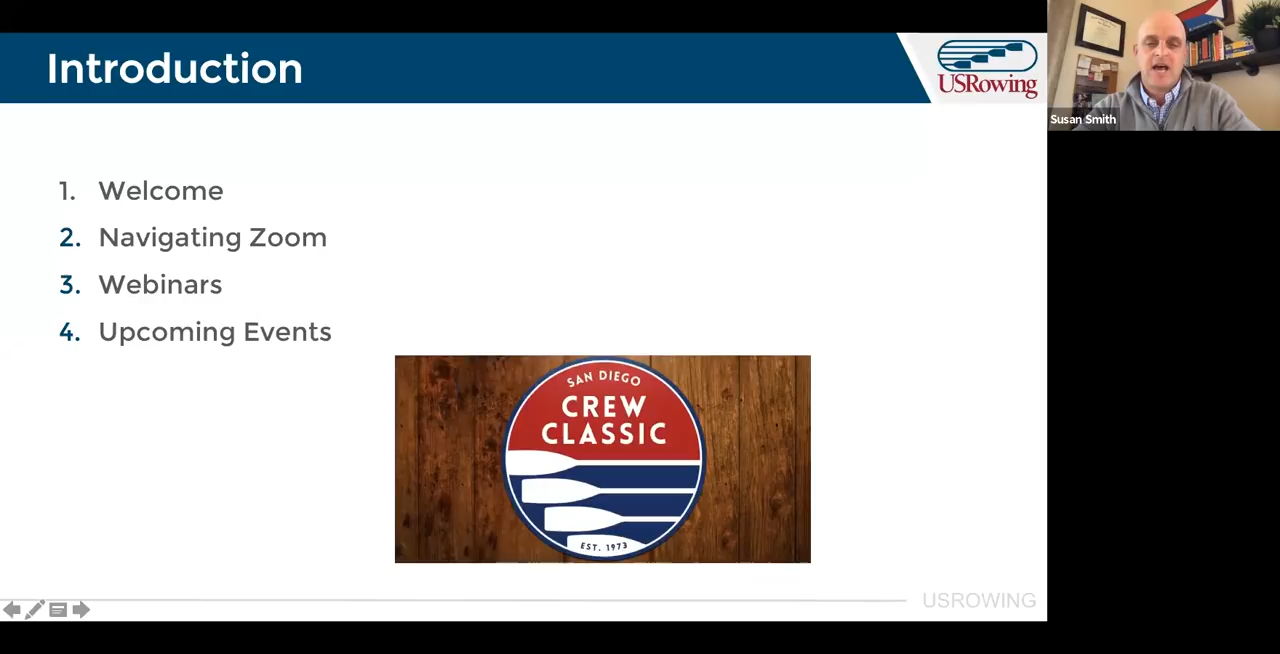 Introduction
USRowing
Susan Smith
1. Welcome
2. Navigating Zoom
3. Webinars
4. Upcoming Events
SAN DIEGO
CREW
CLASSIC
EST. 1973
USROWING